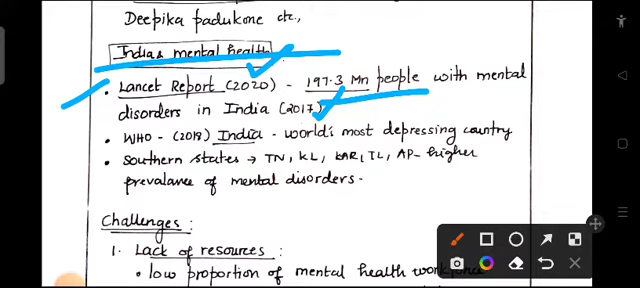 Deepika padukone etc,
India's mental health
• Lancet Report (2020) - 197.3 Mn people with mental
disorders in India (2017)
• WHO - (2018) India - world's most depressing country
• Southern states → TN, KL, KAR, TL, AP - higher
prevalance of mental disorders.
Challenges:
1. Lack of resources:
• low proportion of mental health workforce